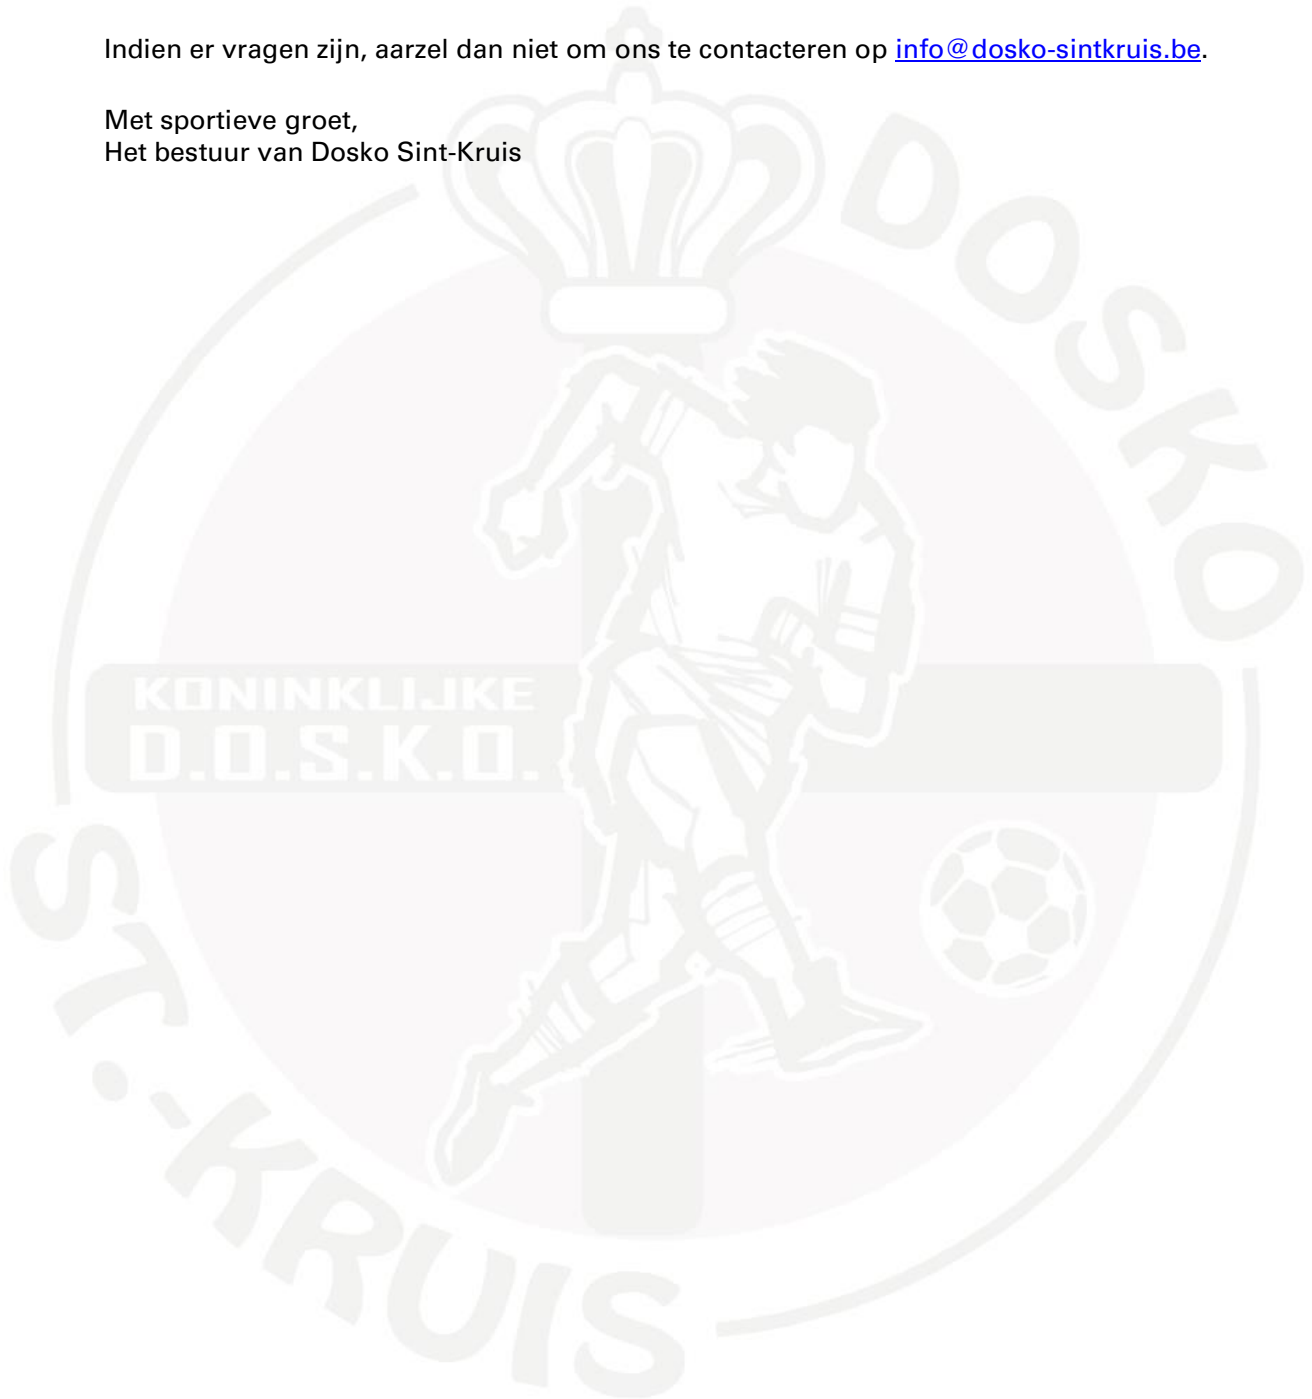 Indien er vragen zijn, aarzel dan niet om ons te contacteren op info@dosko-sintkruis.be.
Met sportieve groet,
Het bestuur van Dosko Sint-Kruis
DOSKO
KONINKLIJKE
D.O.S.K.O.
ST.-KRUIS